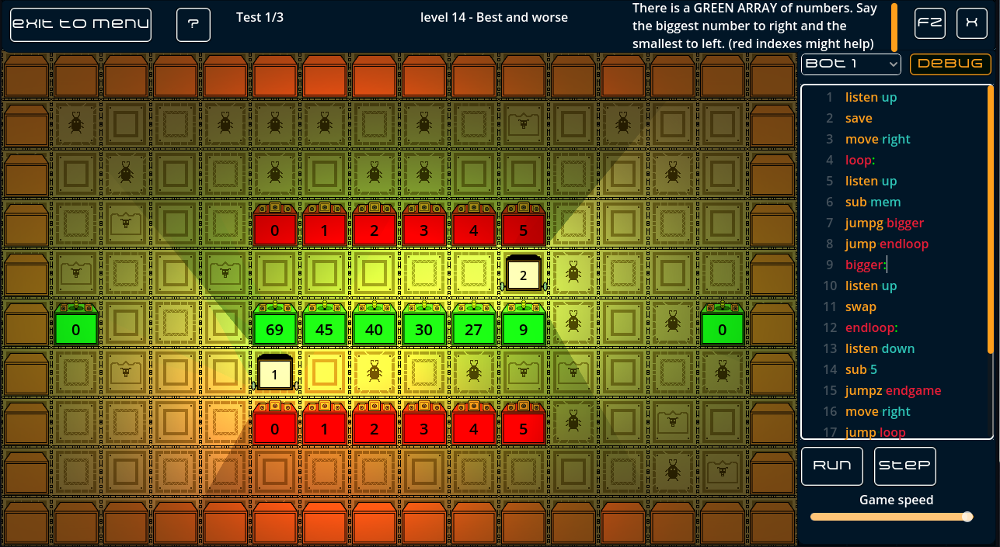 exit to menu
?
Test 1/3
level 14 - Best and worse
There is a GREEN ARRAY of numbers. Say
the biggest number to right and the
smallest to left. (red indexes might help)
FZ
X
BOT 1
DEBUG
1 listen up
2 save
3 move right
4 loop:
5 listen up
6 sub mem
7 jumpg bigger
8 jump endloop
9 bigger:
10 listen up
11 swap
12 endloop:
13 listen down
14 sub 5
15 jumpz endgame
16 move right
17 jump loop
0 1 2 3 4 5
2
0 69 45 40 30 27 9 0
1
0 1 2 3 4 5
RUN
STEP
Game speed